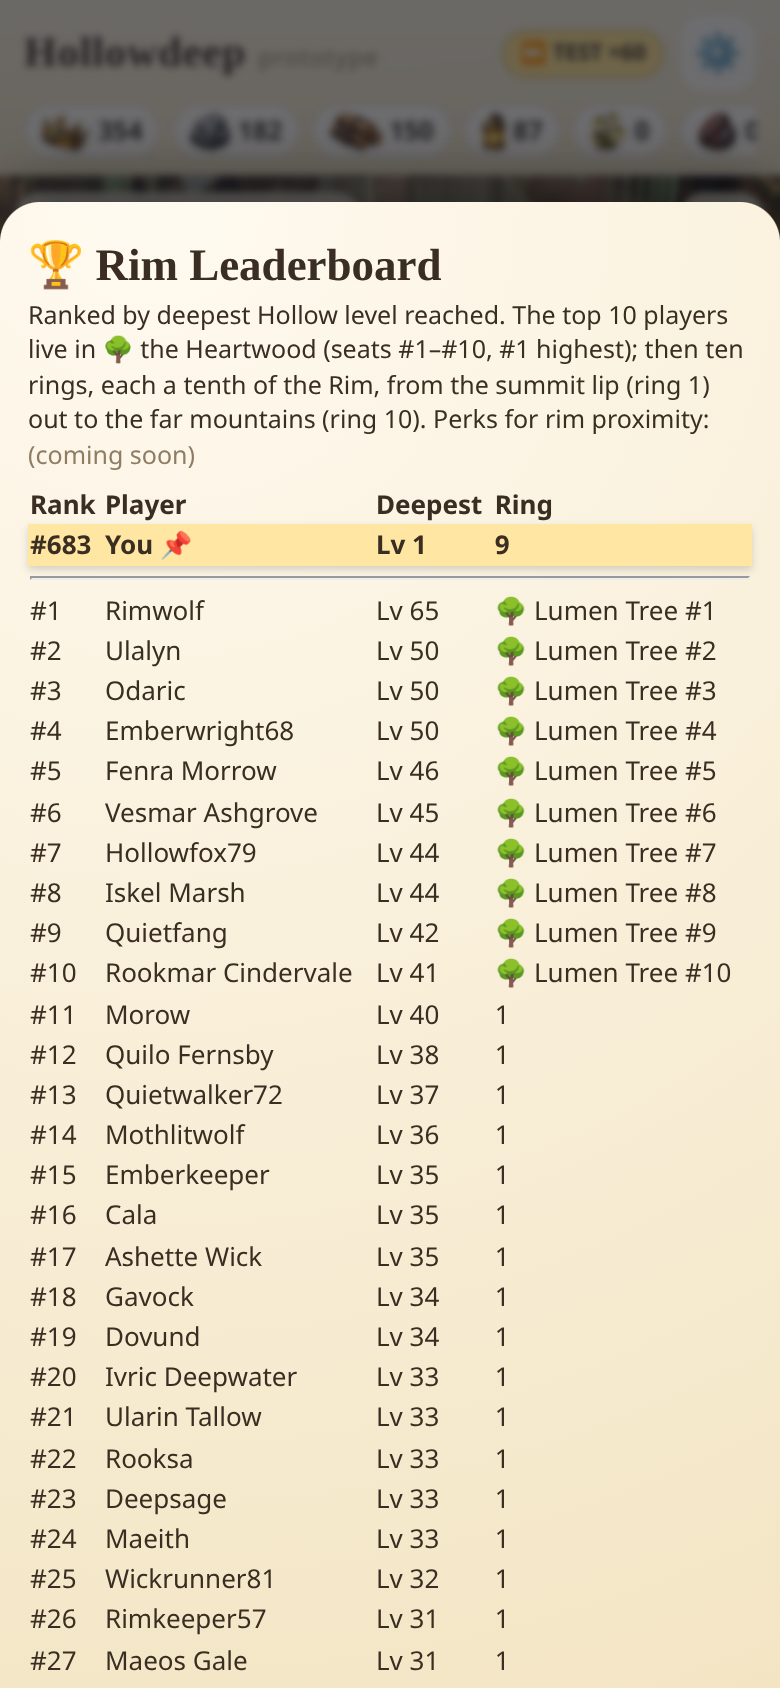 Hollowdeep prototype
TEST +60
354 182 150 87 0
🏆 Rim Leaderboard
Ranked by deepest Hollow level reached. The top 10 players
live in 🌳 the Heartwood (seats #1–#10, #1 highest); then ten
rings, each a tenth of the Rim, from the summit lip (ring 1)
out to the far mountains (ring 10). Perks for rim proximity:
(coming soon)
Rank Player Deepest Ring
#683 You 📌 Lv 1 9
#1 Rimwolf Lv 65 🌳 Lumen Tree #1
#2 Ulalyn Lv 50 🌳 Lumen Tree #2
#3 Odaric Lv 50 🌳 Lumen Tree #3
#4 Emberwright68 Lv 50 🌳 Lumen Tree #4
#5 Fenra Morrow Lv 46 🌳 Lumen Tree #5
#6 Vesmar Ashgrove Lv 45 🌳 Lumen Tree #6
#7 Hollowfox79 Lv 44 🌳 Lumen Tree #7
#8 Iskel Marsh Lv 44 🌳 Lumen Tree #8
#9 Quietfang Lv 42 🌳 Lumen Tree #9
#10 Rookmar Cindervale Lv 41 🌳 Lumen Tree #10
#11 Morow Lv 40 1
#12 Quilo Fernsby Lv 38 1
#13 Quietwalker72 Lv 37 1
#14 Mothlitwolf Lv 36 1
#15 Emberkeeper Lv 35 1
#16 Cala Lv 35 1
#17 Ashette Wick Lv 35 1
#18 Gavock Lv 34 1
#19 Dovund Lv 34 1
#20 Ivric Deepwater Lv 33 1
#21 Ularin Tallow Lv 33 1
#22 Rooksa Lv 33 1
#23 Deepsage Lv 33 1
#24 Maeith Lv 33 1
#25 Wickrunner81 Lv 32 1
#26 Rimkeeper57 Lv 31 1
#27 Maeos Gale Lv 31 1